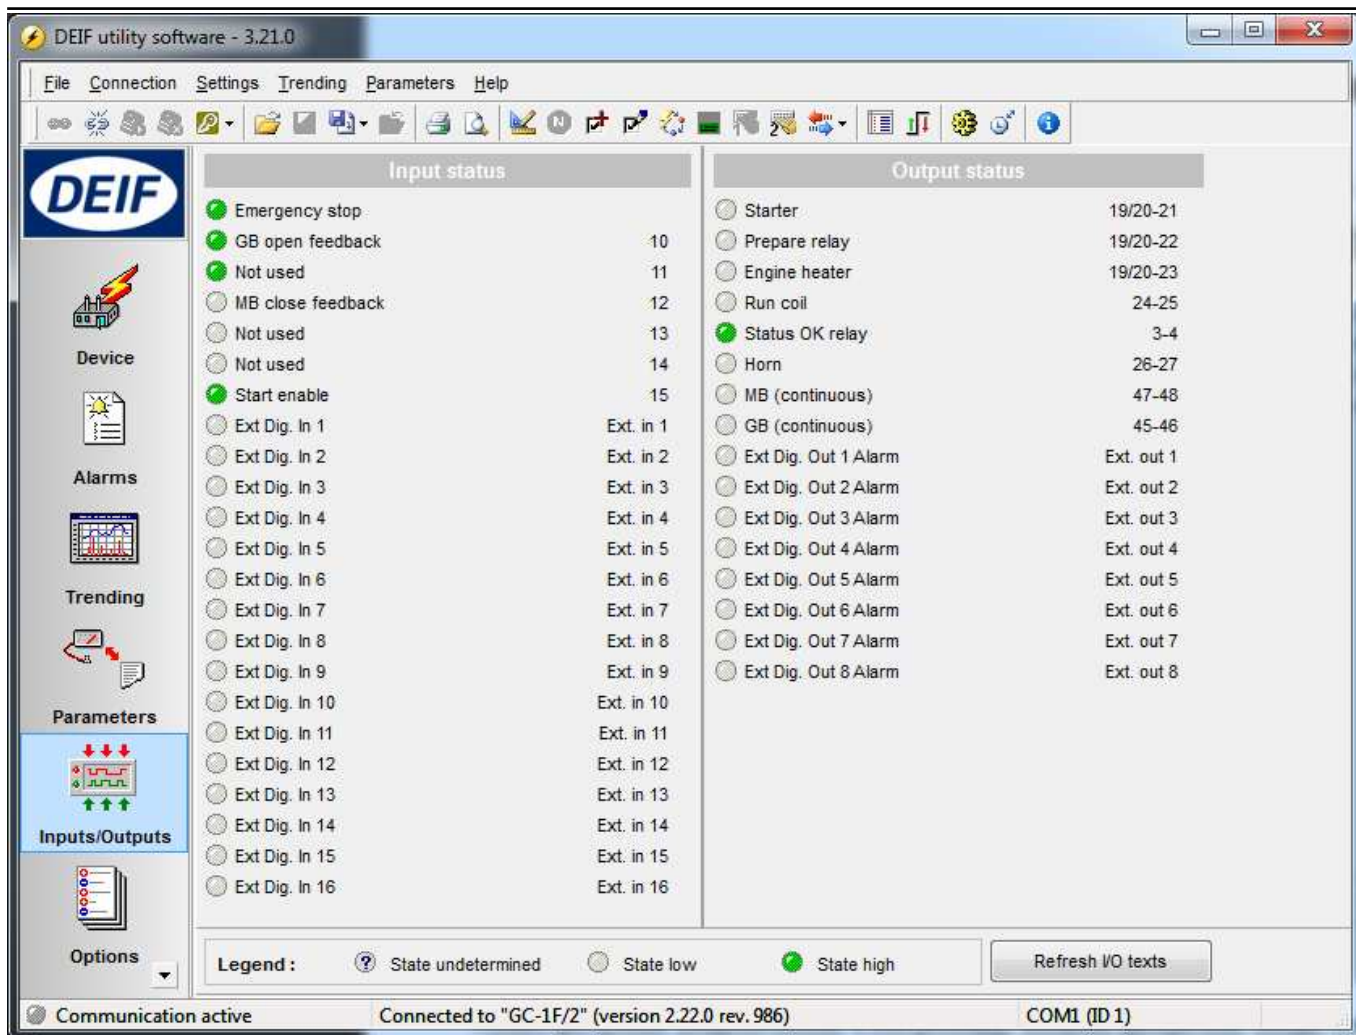 DEIF utility software - 3.21.0
File Connection Settings Trending Parameters Help
DEIF
Device
Alarms
Trending
Parameters
Inputs/Outputs
Options
Input status
Emergency stop
GB open feedback 10
Not used 11
MB close feedback 12
Not used 13
Not used 14
Start enable 15
Ext Dig. In 1 Ext. in 1
Ext Dig. In 2 Ext. in 2
Ext Dig. In 3 Ext. in 3
Ext Dig. In 4 Ext. in 4
Ext Dig. In 5 Ext. in 5
Ext Dig. In 6 Ext. in 6
Ext Dig. In 7 Ext. in 7
Ext Dig. In 8 Ext. in 8
Ext Dig. In 9 Ext. in 9
Ext Dig. In 10 Ext. in 10
Ext Dig. In 11 Ext. in 11
Ext Dig. In 12 Ext. in 12
Ext Dig. In 13 Ext. in 13
Ext Dig. In 14 Ext. in 14
Ext Dig. In 15 Ext. in 15
Ext Dig. In 16 Ext. in 16
Output status
Starter 19/20-21
Prepare relay 19/20-22
Engine heater 19/20-23
Run coil 24-25
Status OK relay 3-4
Horn 26-27
MB (continuous) 47-48
GB (continuous) 45-46
Ext Dig. Out 1 Alarm Ext. out 1
Ext Dig. Out 2 Alarm Ext. out 2
Ext Dig. Out 3 Alarm Ext. out 3
Ext Dig. Out 4 Alarm Ext. out 4
Ext Dig. Out 5 Alarm Ext. out 5
Ext Dig. Out 6 Alarm Ext. out 6
Ext Dig. Out 7 Alarm Ext. out 7
Ext Dig. Out 8 Alarm Ext. out 8
Legend : ? State undetermined State low State high Refresh I/O texts
Communication active Connected to "GC-1F/2" (version 2.22.0 rev. 986) COM1 (ID 1)